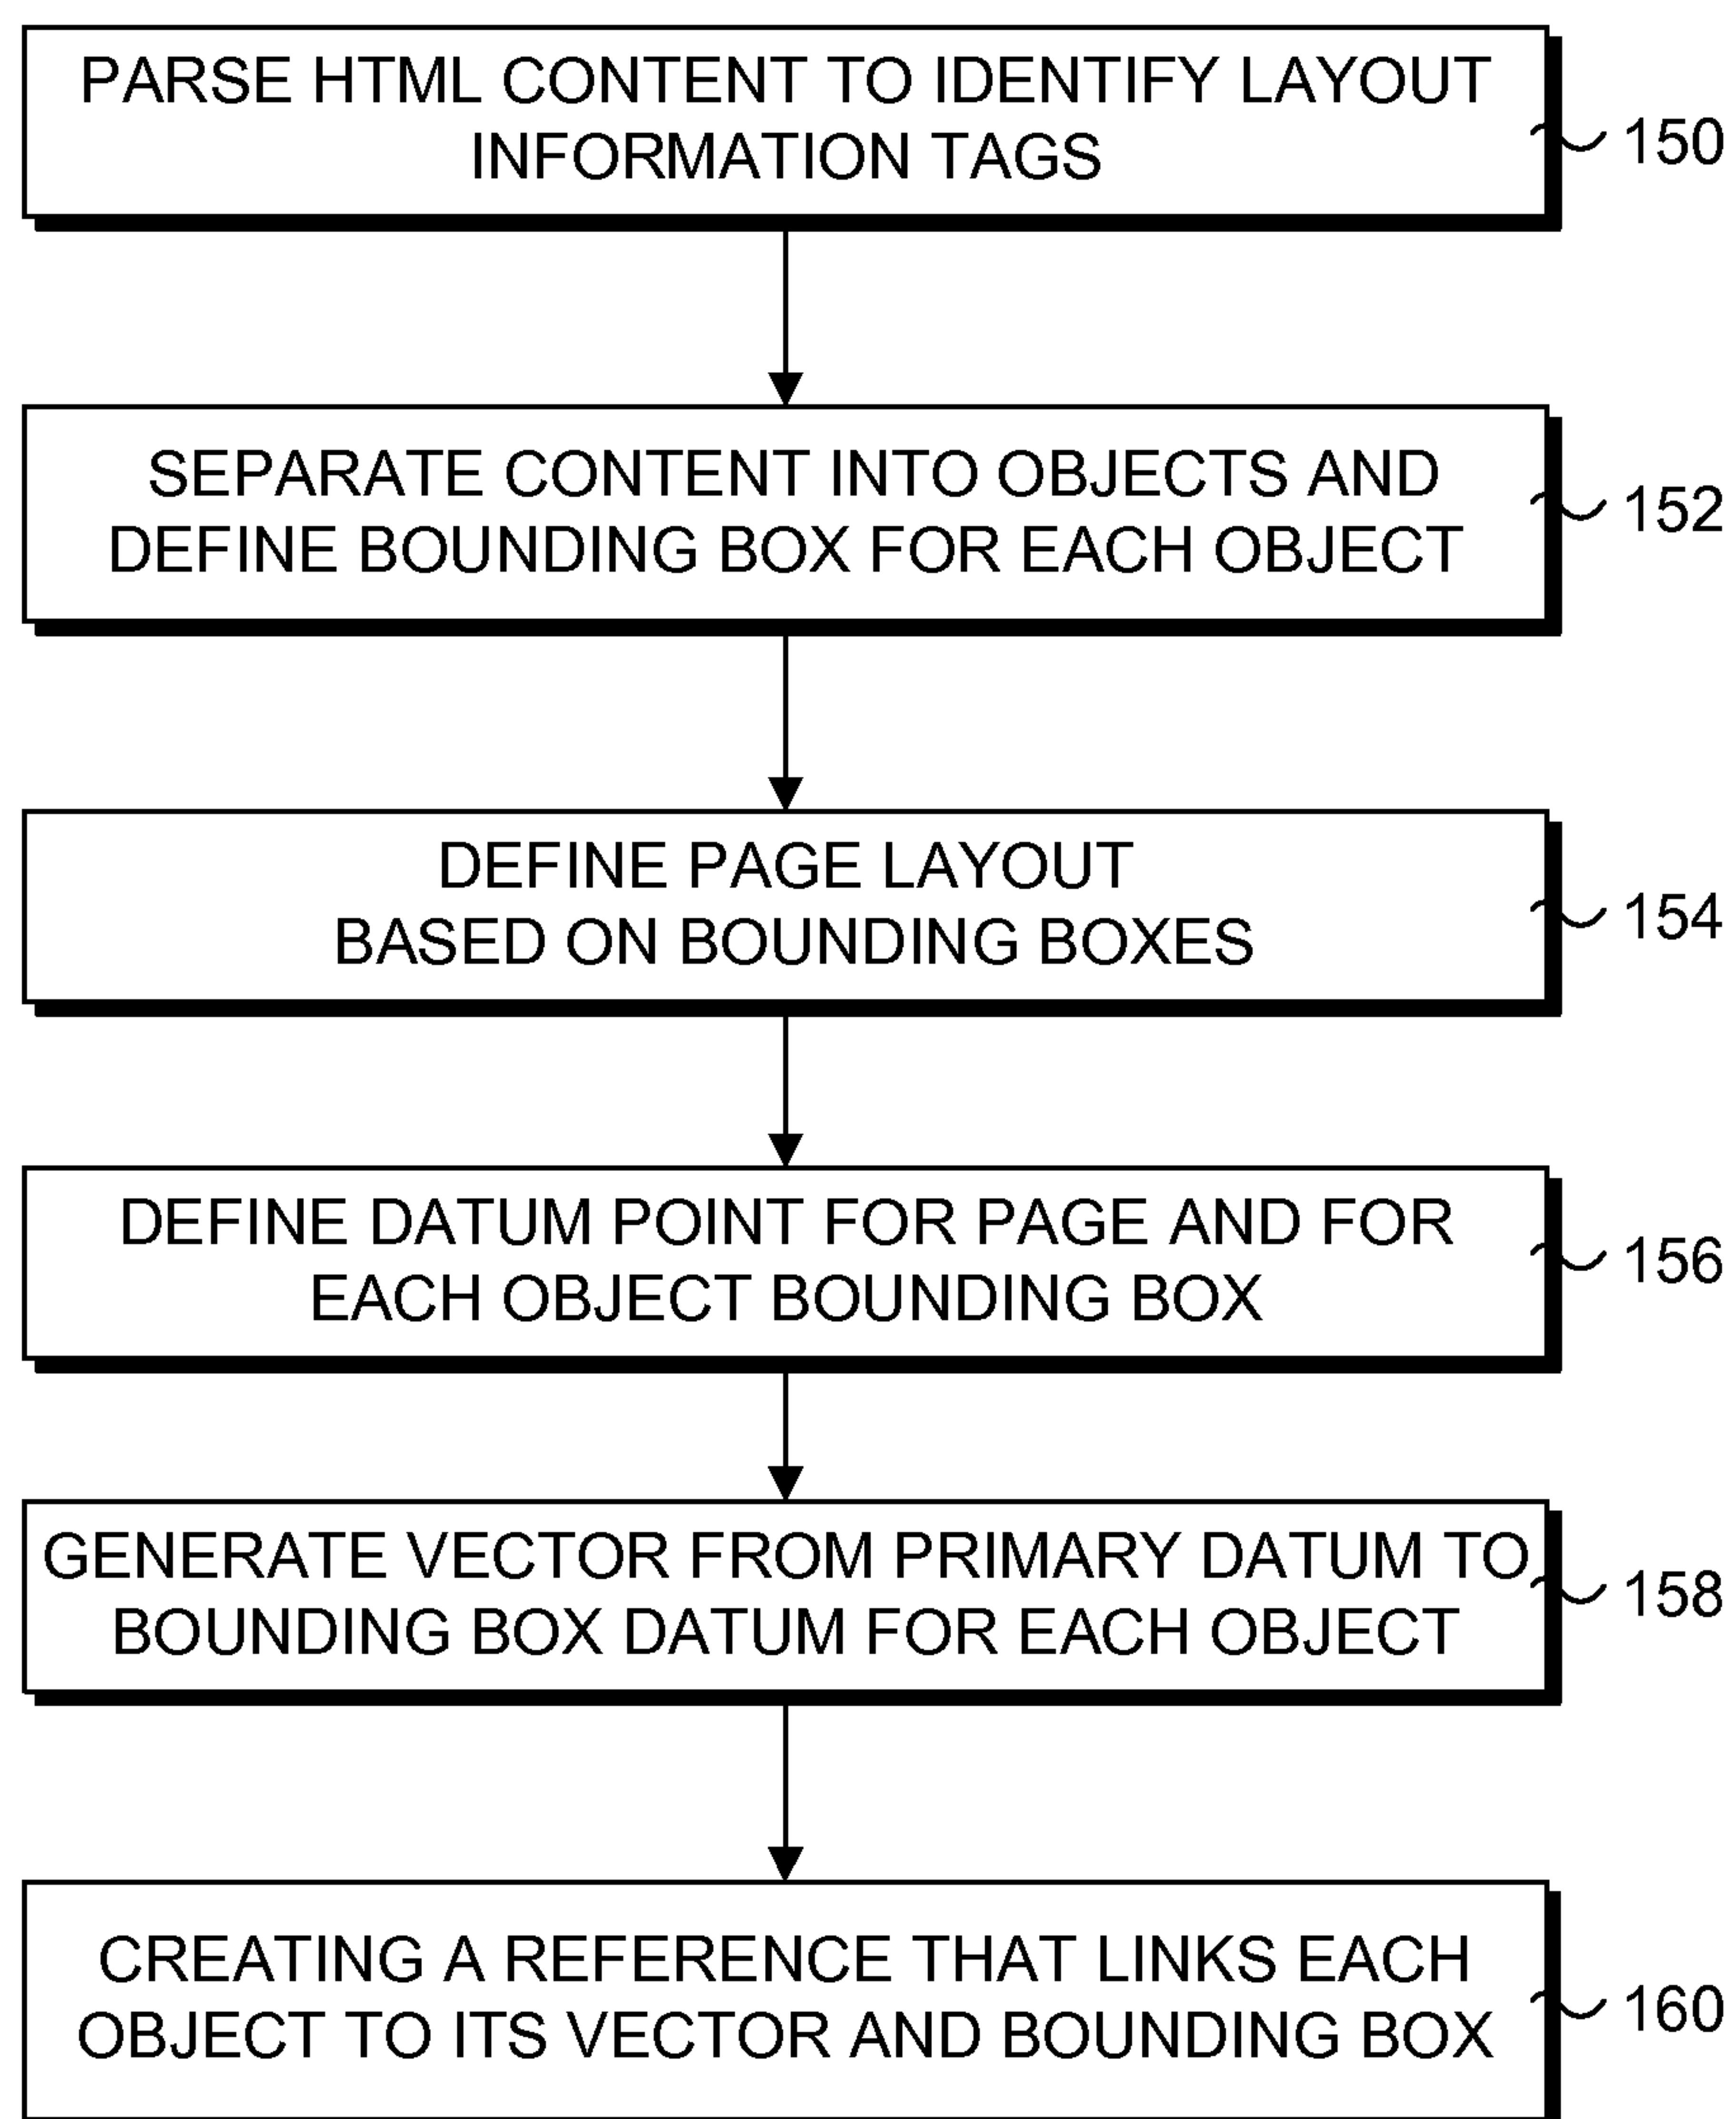 PARSE HTML CONTENT TO IDENTIFY LAYOUT
INFORMATION TAGS
150
SEPARATE CONTENT INTO OBJECTS AND
DEFINE BOUNDING BOX FOR EACH OBJECT
152
DEFINE PAGE LAYOUT
BASED ON BOUNDING BOXES
154
DEFINE DATUM POINT FOR PAGE AND FOR
EACH OBJECT BOUNDING BOX
156
GENERATE VECTOR FROM PRIMARY DATUM TO
BOUNDING BOX DATUM FOR EACH OBJECT
158
CREATING A REFERENCE THAT LINKS EACH
OBJECT TO ITS VECTOR AND BOUNDING BOX
160